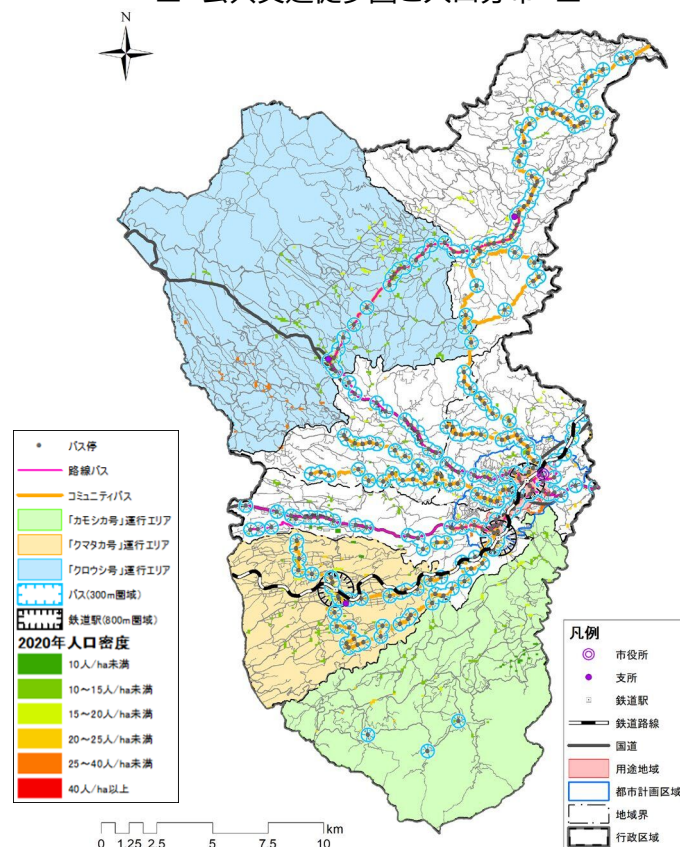 N
バス停
路線バス
コミュニティバス
「カモシカ号」運行エリア
「クマタカ号」運行エリア
「クロウシ号」運行エリア
バス(300m圏域)
鉄道駅(800m圏域)
2020年人口密度
10人/ha未満
10～15人/ha未満
15～20人/ha未満
20～25人/ha未満
25～40人/ha未満
40人/ha以上
凡例
市役所
支所
鉄道駅
鉄道路線
国道
用途地域
都市計画区域
地域界
行政区域
km
0 1.25 2.5 5 7.5 10